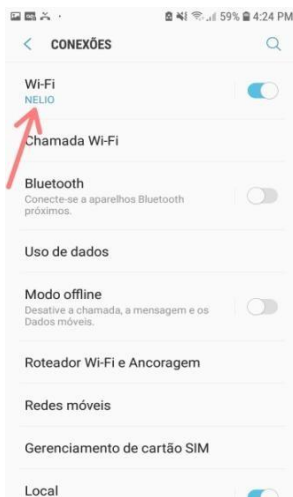 59% 4:24 PM
CONEXÕES
Wi-Fi
NELIO
Chamada Wi-Fi
Bluetooth
Conecte-se a aparelhos Bluetooth
próximos.
Uso de dados
Modo offline
Desative a chamada, a mensagem e os
Dados móveis.
Roteador Wi-Fi e Ancoragem
Redes móveis
Gerenciamento de cartão SIM
Local